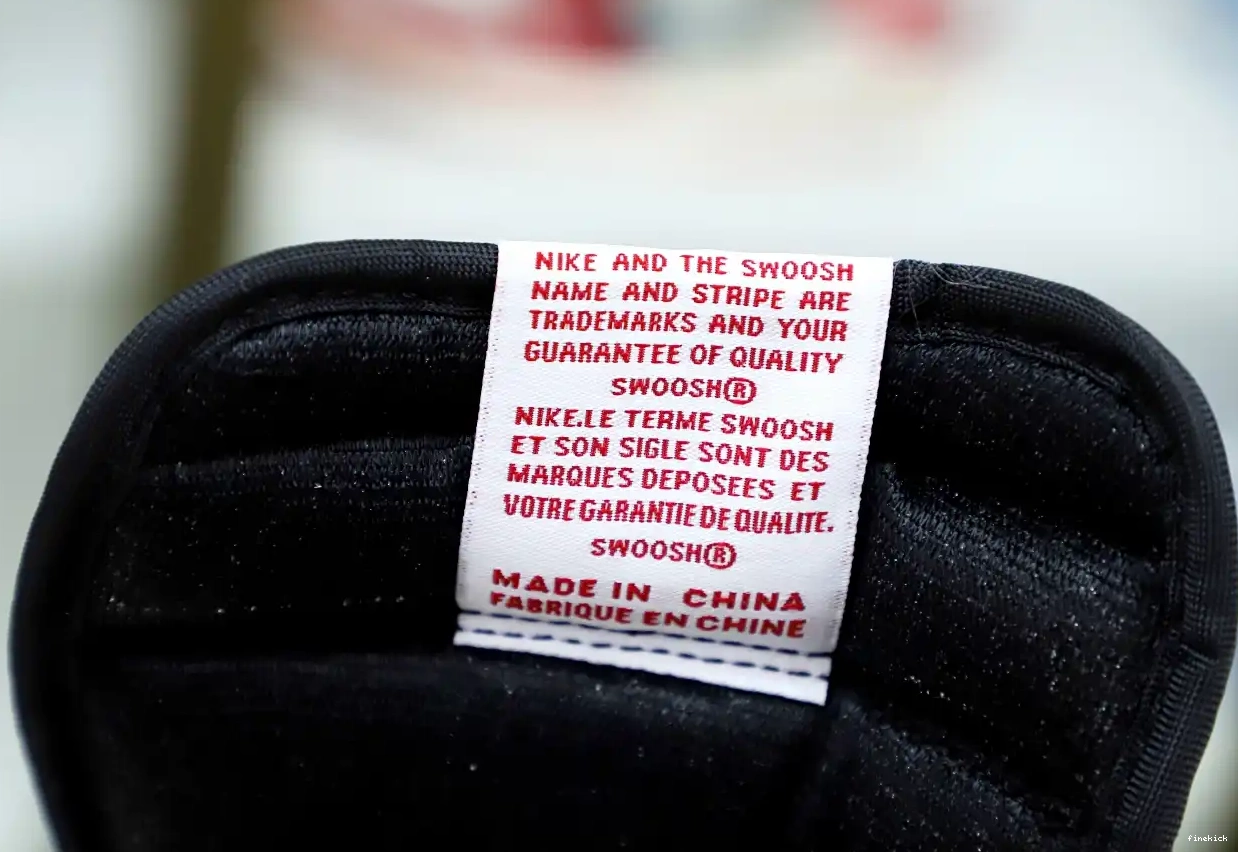 NIKE AND THE SWOOSH
NAME AND STRIPE ARE
TRADEMARKS AND YOUR
GUARANTEE OF QUALITY
SWOOSH®
NIKE.LE TERME SWOOSH
ET SON SIGLE SONT DES
MARQUES DEPOSEES ET
VOTRE GARANTIE DE QUALITE.
SWOOSH®
MADE IN CHINA
FABRIQUE EN CHINE
finekick